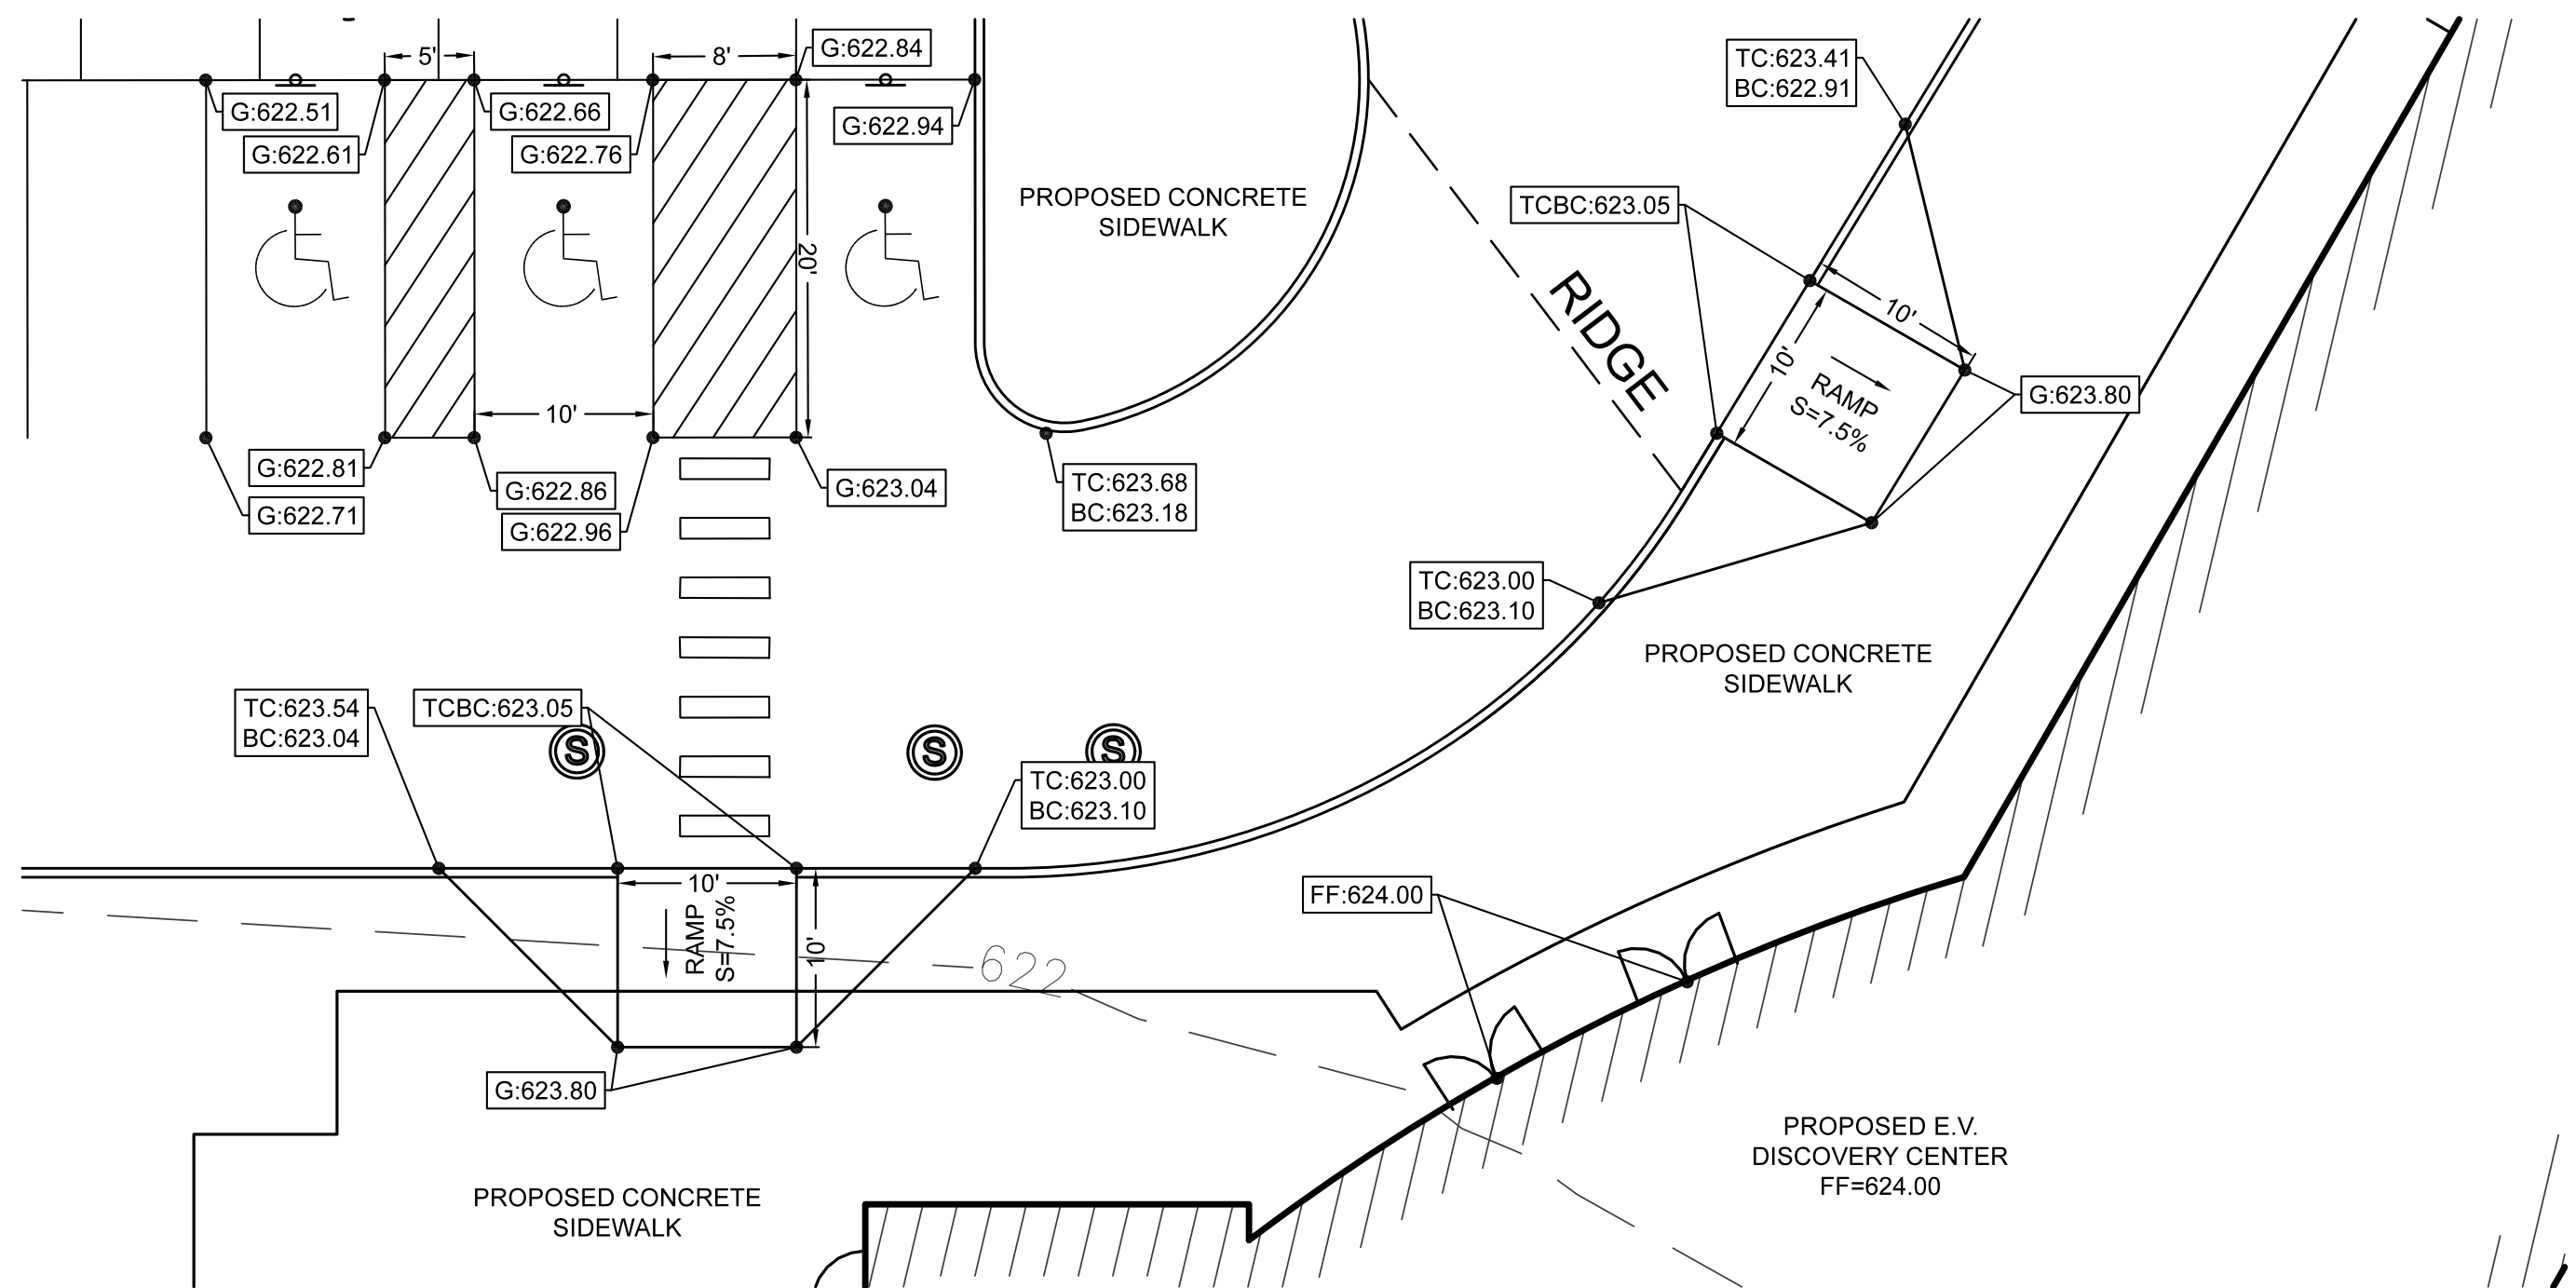 5'
8'
G:622.84
TC:623.41
BC:622.91
G:622.51
G:622.66
G:622.94
G:622.61
G:622.76
PROPOSED CONCRETE
SIDEWALK
TCBC:623.05
20'
RIDGE
10'
10'
RAMP
S=7.5%
G:623.80
10'
G:622.81
G:622.86
G:623.04
TC:623.68
BC:623.18
G:622.71
G:622.96
TC:623.00
BC:623.10
PROPOSED CONCRETE
SIDEWALK
TC:623.54
BC:623.04
TCBC:623.05
S
S
S
TC:623.00
BC:623.10
10'
RAMP
S=7.5%
10'
FF:624.00
622
G:623.80
PROPOSED E.V.
DISCOVERY CENTER
FF=624.00
PROPOSED CONCRETE
SIDEWALK